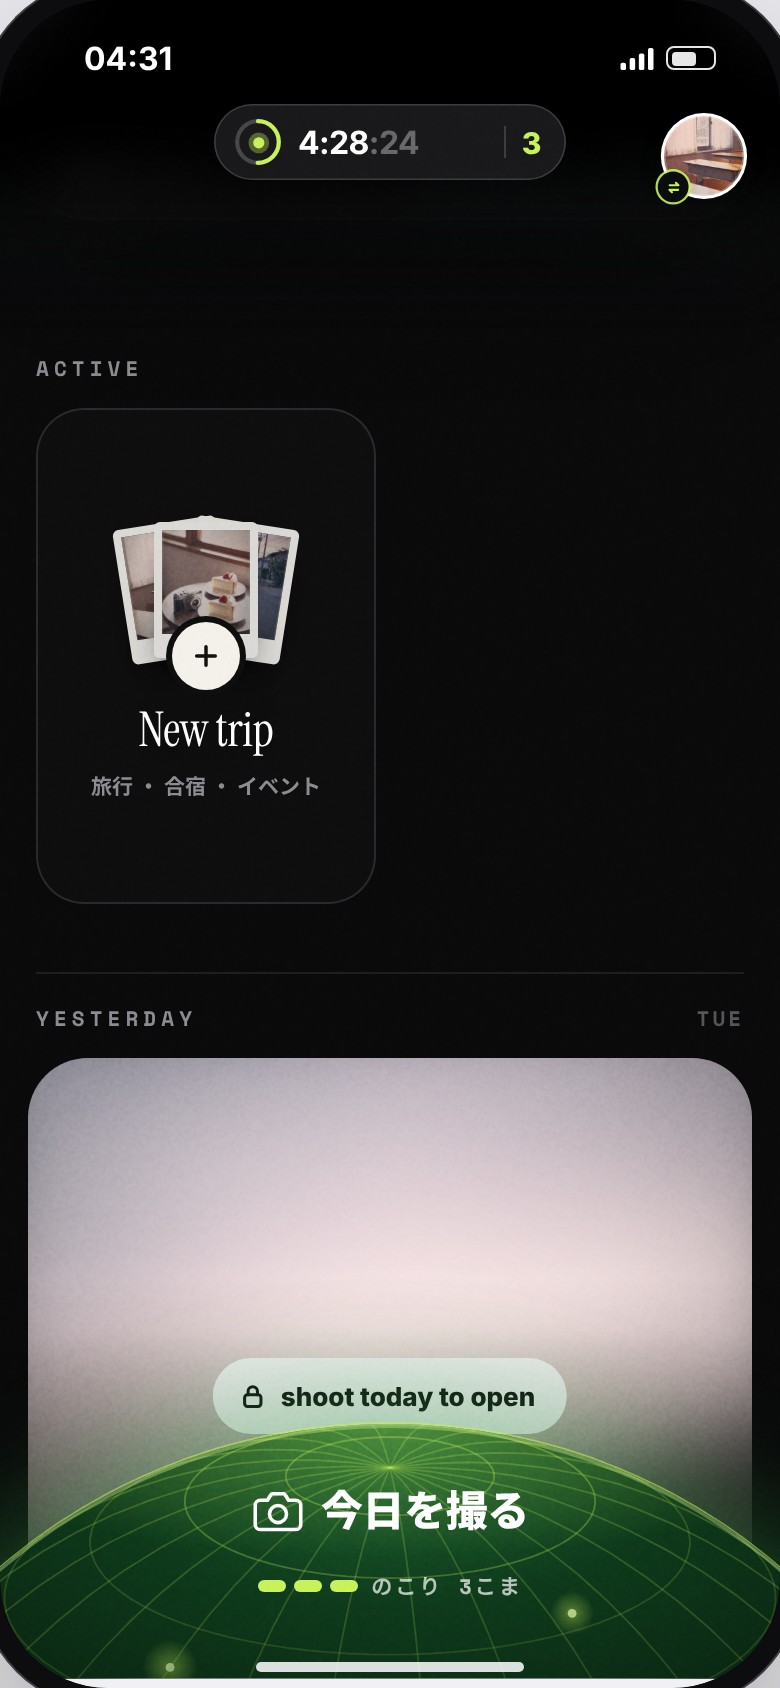 04:31
4:28:24
3
ACTIVE
New trip
旅行 ・ 合宿 ・ イベント
YESTERDAY
TUE
shoot today to open
今日を撮る
のこり 3こま